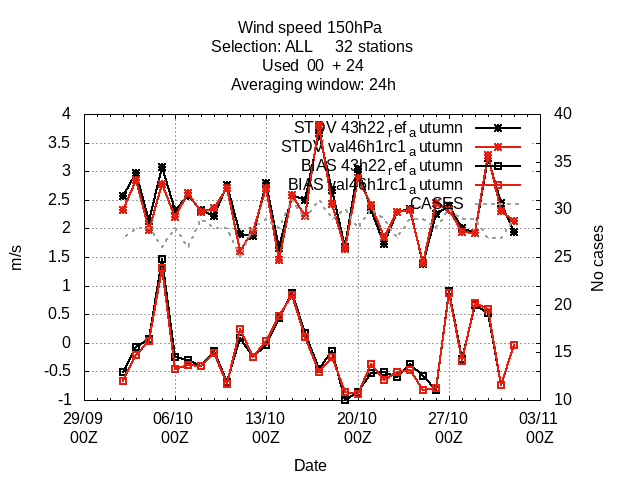 Wind speed 150hPa
Selection: ALL 32 stations
Used 00 + 24
Averaging window: 24h
STDV 43h22_ref_autumn
STDV val46h1rc1_autumn
BIAS 43h22_ref_autumn
BIAS val46h1rc1_autumn
CASES
4
3.5
3
2.5
2
1.5
1
0.5
0
-0.5
-1
m/s
40
35
30
25
20
15
10
No cases
29/09 06/10 13/10 20/10 27/10 03/11
00Z 00Z 00Z 00Z 00Z 00Z
Date